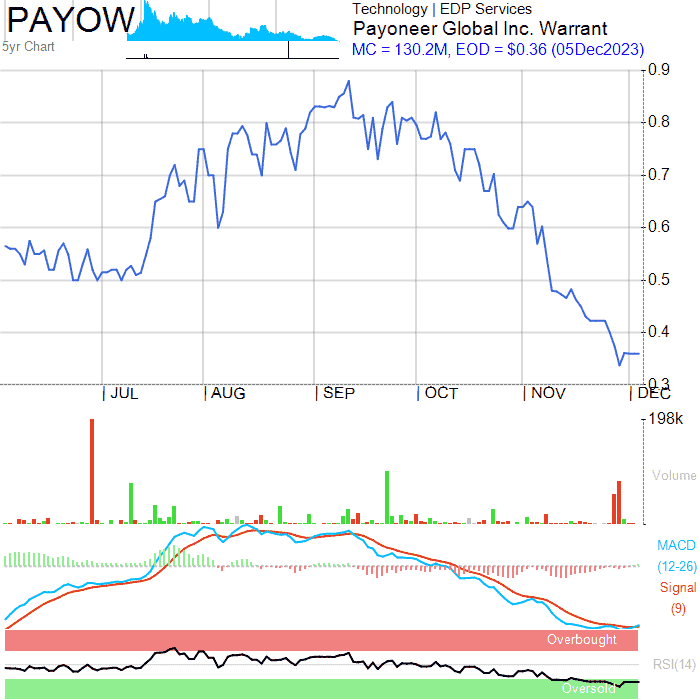 PAYOW
Technology | EDP Services
Payoneer Global Inc. Warrant
5yr Chart
MC = 130.2M, EOD = $0.36 (05Dec2023)
0.9
0.8
0.7
0.6
0.5
0.4
0.3
| JUL | AUG | SEP | OCT | NOV | DEC
198k
Volume
MACD
(12-26)
Signal
(9)
Overbought
RSI(14)
Oversold